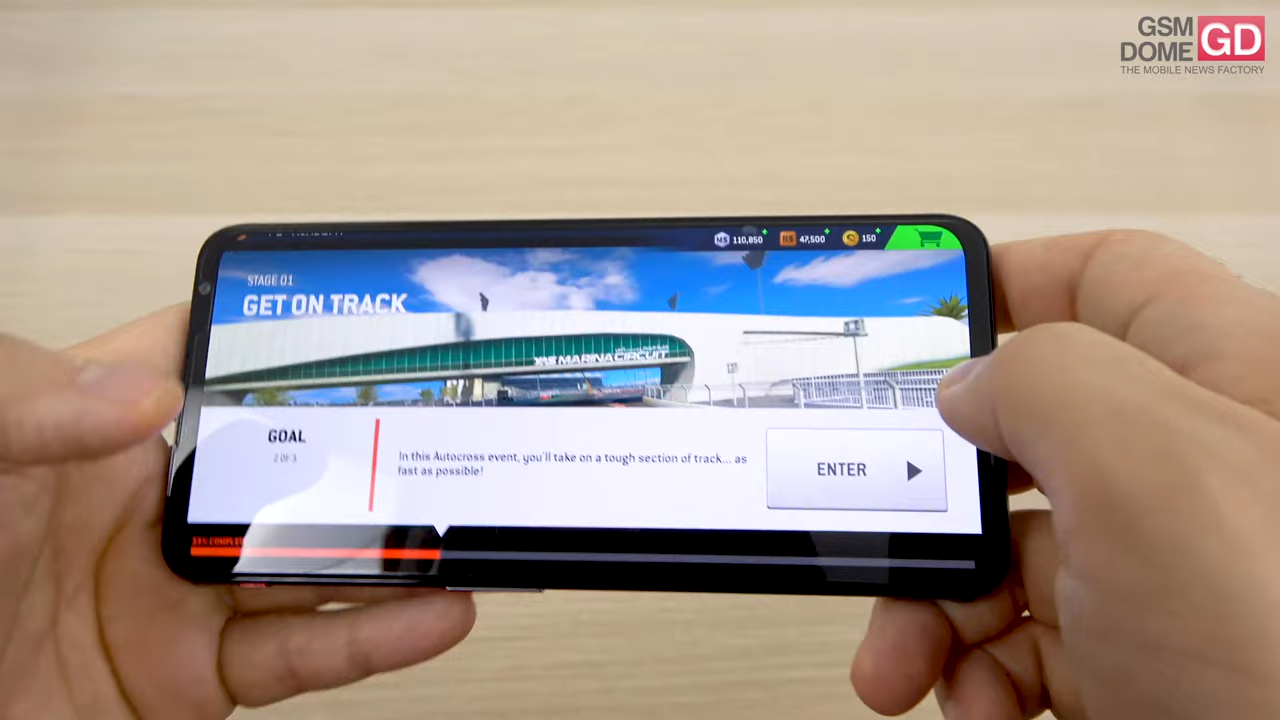 GSM
DOME GD
THE MOBILE NEWS FACTORY
M$ 110,850 R$ 47,500 150
STAGE 01
GET ON TRACK
YAS MARINA CIRCUIT
GOAL
2 OF 3
In this Autocross event, you'll take on a tough section of track... as
fast as possible!
ENTER